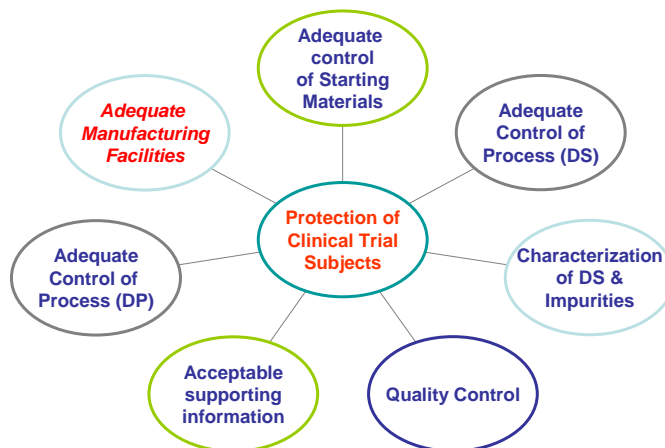 Adequate
control
of Starting
Materials
Adequate
Manufacturing
Facilities
Adequate
Control of
Process (DS)
Protection of
Clinical Trial
Subjects
Adequate
Control of
Process (DP)
Characterization
of DS &
Impurities
Acceptable
supporting
information
Quality Control